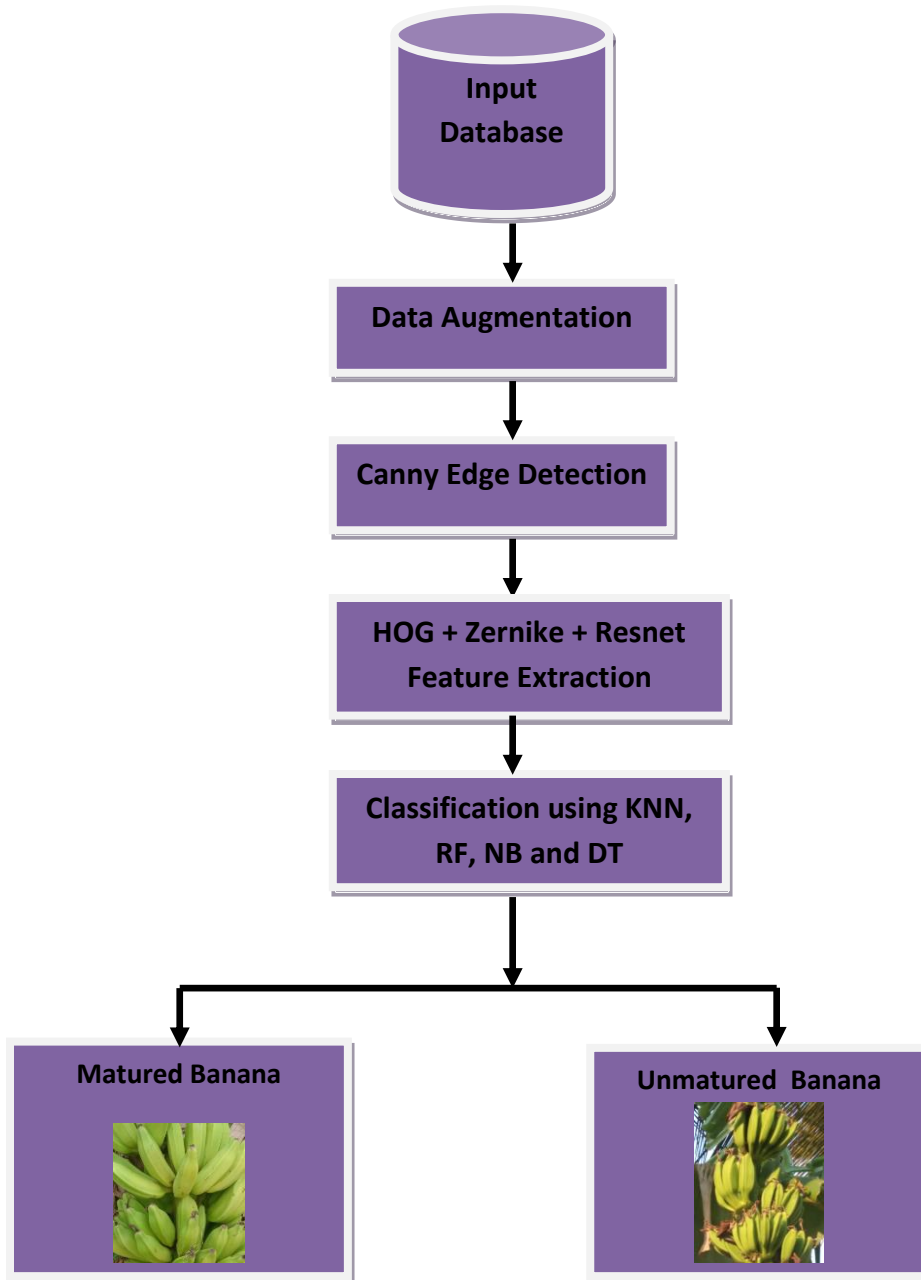 Input
Database
Data Augmentation
Canny Edge Detection
HOG + Zernike + Resnet
Feature Extraction
Classification using KNN,
RF, NB and DT
Matured Banana
Unmatured Banana